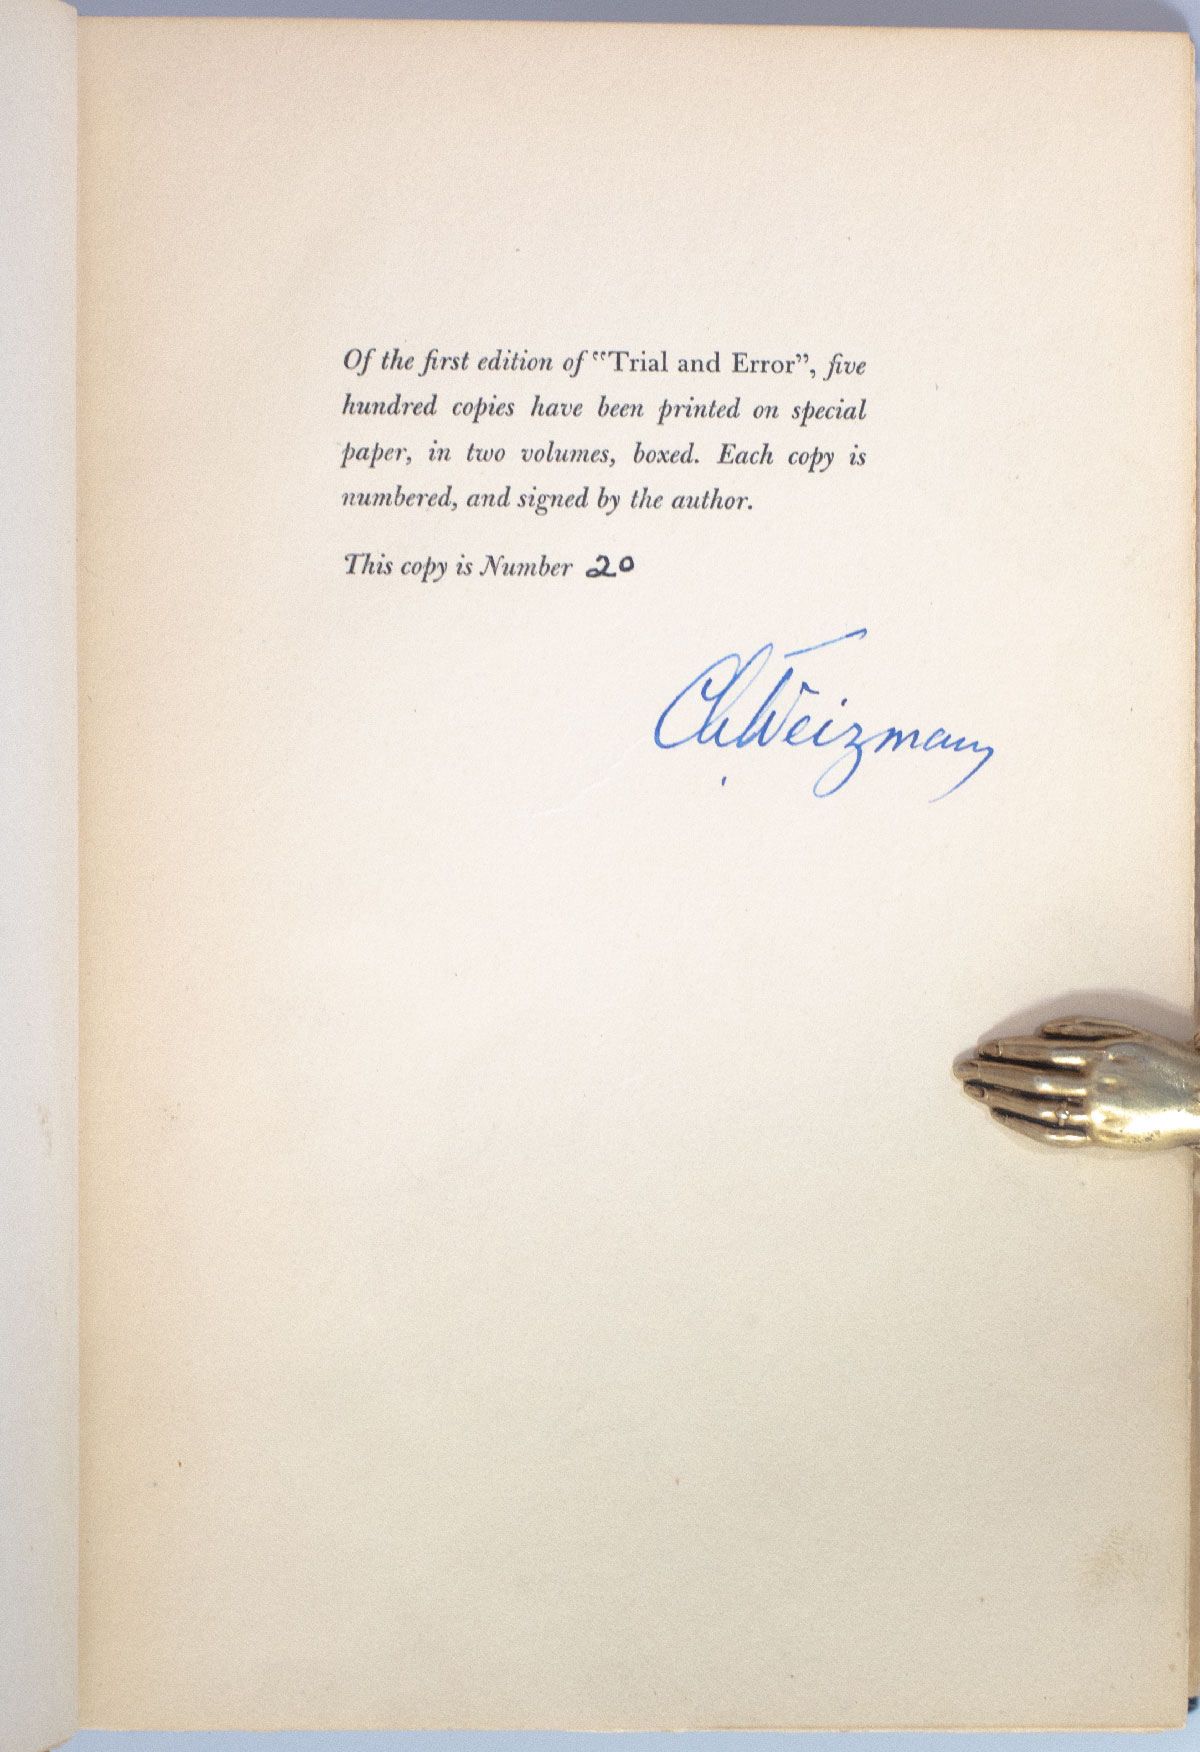 Of the first edition of “Trial and Error”, five
hundred copies have been printed on special
paper, in two volumes, boxed. Each copy is
numbered, and signed by the author.
This copy is Number 20
Ch. Weizmann